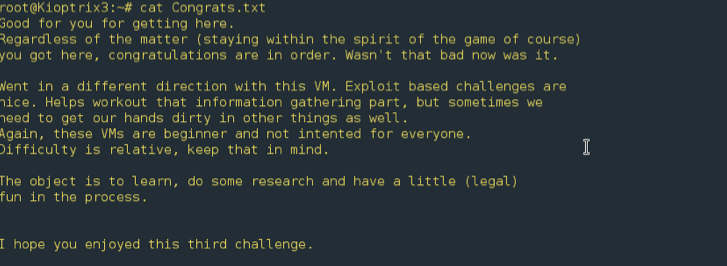 root@Kioptrix3:~# cat Congrats.txt
Good for you for getting here.
Regardless of the matter (staying within the spirit of the game of course)
you got here, congratulations are in order. Wasn't that bad now was it.
Went in a different direction with this VM. Exploit based challenges are
nice. Helps workout that information gathering part, but sometimes we
need to get our hands dirty in other things as well.
Again, these VMs are beginner and not intented for everyone.
Difficulty is relative, keep that in mind.
The object is to learn, do some research and have a little (legal)
fun in the process.
I hope you enjoyed this third challenge.